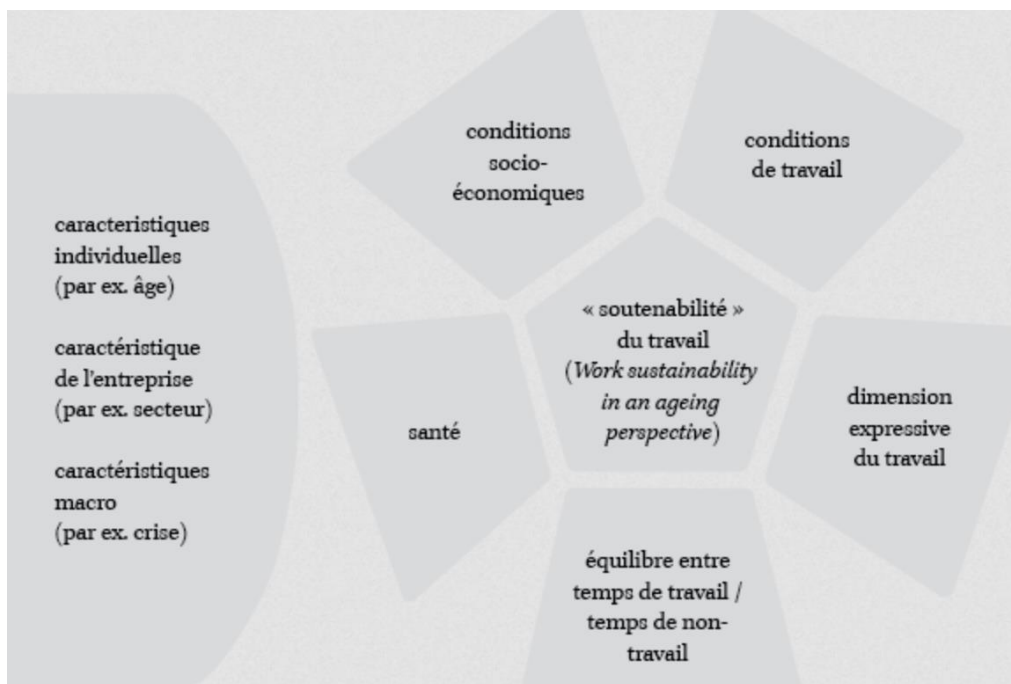 caracteristiques
individuelles
(par ex. âge)
caractéristique
de l'entreprise
(par ex. secteur)
caractéristiques
macro
(par ex. crise)
conditions
socio-
économiques
conditions
de travail
« soutenabilité »
du travail
(Work sustainability
in an ageing
perspective)
santé
dimension
expressive
du travail
équilibre entre
temps de travail /
temps de non-
travail